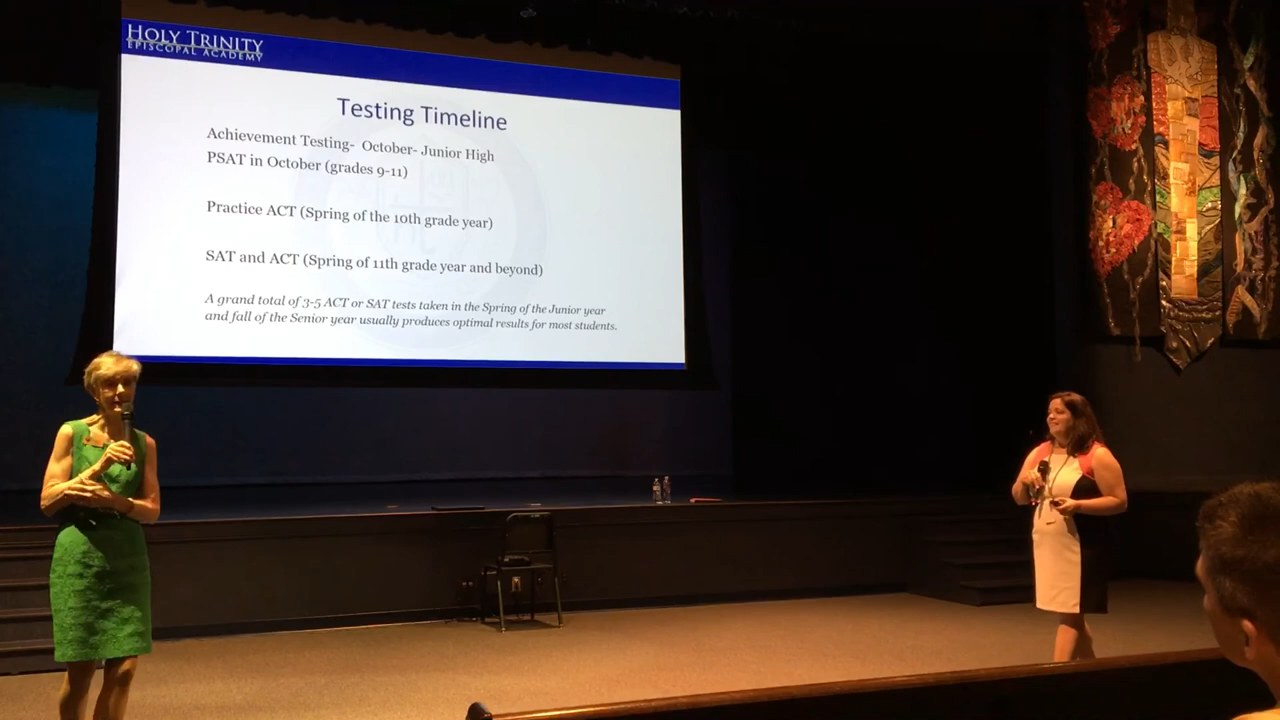 HOLY TRINITY
EPISCOPAL ACADEMY
Testing Timeline
Achievement Testing- October- Junior High
PSAT in October (grades 9-11)
Practice ACT (Spring of the 10th grade year)
SAT and ACT (Spring of 11th grade year and beyond)
A grand total of 3-5 ACT or SAT tests taken in the Spring of the Junior year
and fall of the Senior year usually produces optimal results for most students.